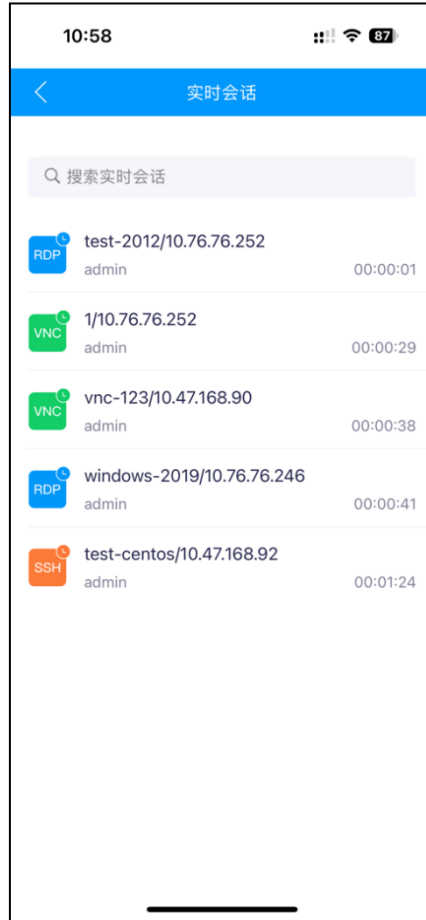 10:58
87
实时会话
搜索实时会话
RDP
test-2012/10.76.76.252
admin
00:00:01
VNC
1/10.76.76.252
admin
00:00:29
VNC
vnc-123/10.47.168.90
admin
00:00:38
RDP
windows-2019/10.76.76.246
admin
00:00:41
SSH
test-centos/10.47.168.92
admin
00:01:24